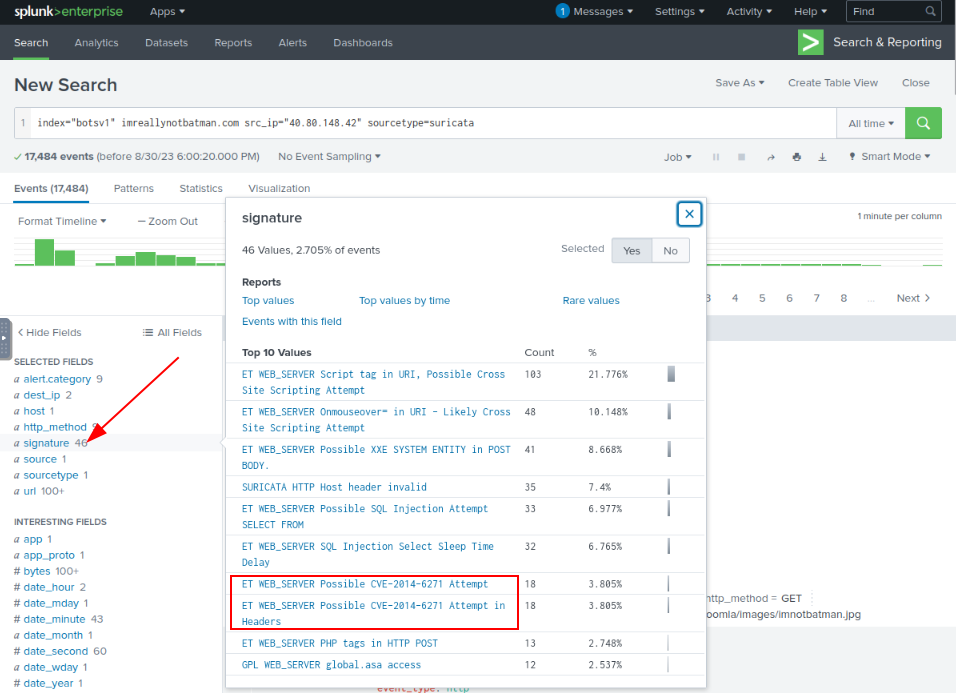 splunk>enterprise Apps ▾ 1 Messages ▾ Settings ▾ Activity ▾ Help ▾ Find
Search Analytics Datasets Reports Alerts Dashboards > Search & Reporting
New Search Save As ▾ Create Table View Close
1 index="botsv1" imreallynotbatman.com src_ip="40.80.148.42" sourcetype=suricata All time ▾
✓ 17,484 events (before 8/30/23 6:00:20.000 PM) No Event Sampling ▾ Job ▾ Smart Mode ▾
Events (17,484) Patterns Statistics Visualization
Format Timeline ▾ — Zoom Out 1 minute per column
signature
46 Values, 2.705% of events Selected Yes No
Reports
Top values Top values by time Rare values
Events with this field
4 5 6 7 8 ... Next >
< Hide Fields All Fields
SELECTED FIELDS
a alert.category 9
a dest_ip 2
a host 1
a http_method
a signature 46
a source 1
a sourcetype 1
a url 100+
INTERESTING FIELDS
a app 1
a app_proto 1
# bytes 100+
# date_hour 2
# date_mday 1
# date_minute 43
a date_month 1
# date_second 60
a date_wday 1
# date_year 1
Top 10 Values Count %
ET WEB_SERVER Script tag in URI, Possible Cross 103 21.776%
Site Scripting Attempt
ET WEB_SERVER Onmouseover= in URI - Likely Cross 48 10.148%
Site Scripting Attempt
ET WEB_SERVER Possible XXE SYSTEM ENTITY in POST 41 8.668%
BODY.
SURICATA HTTP Host header invalid 35 7.4%
ET WEB_SERVER Possible SQL Injection Attempt 33 6.977%
SELECT FROM
ET WEB_SERVER SQL Injection Select Sleep Time 32 6.765%
Delay
ET WEB_SERVER Possible CVE-2014-6271 Attempt 18 3.805%
ET WEB_SERVER Possible CVE-2014-6271 Attempt in 18 3.805%
Headers
ET WEB_SERVER PHP tags in HTTP POST 13 2.748%
GPL WEB_SERVER global.asa access 12 2.537%
http_method = GET
oomla/images/imnotbatman.jpg
event_type: http